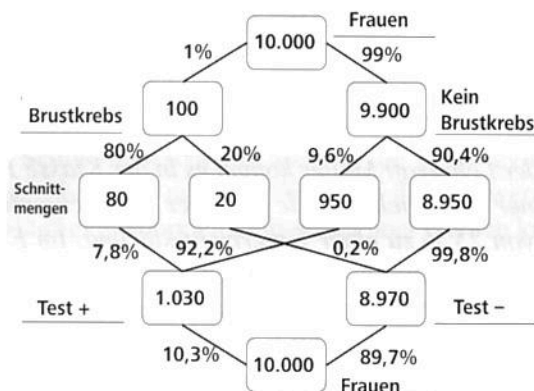 Frauen
10.000
1%
99%
100
9.900
Brustkrebs
Kein
Brustkrebs
80%
20%
9,6%
90,4%
Schnitt-
mengen
80
20
950
8.950
7,8%
92,2%
0,2%
99,8%
Test +
1.030
8.970
Test –
10,3%
10.000
89,7%
Frauen